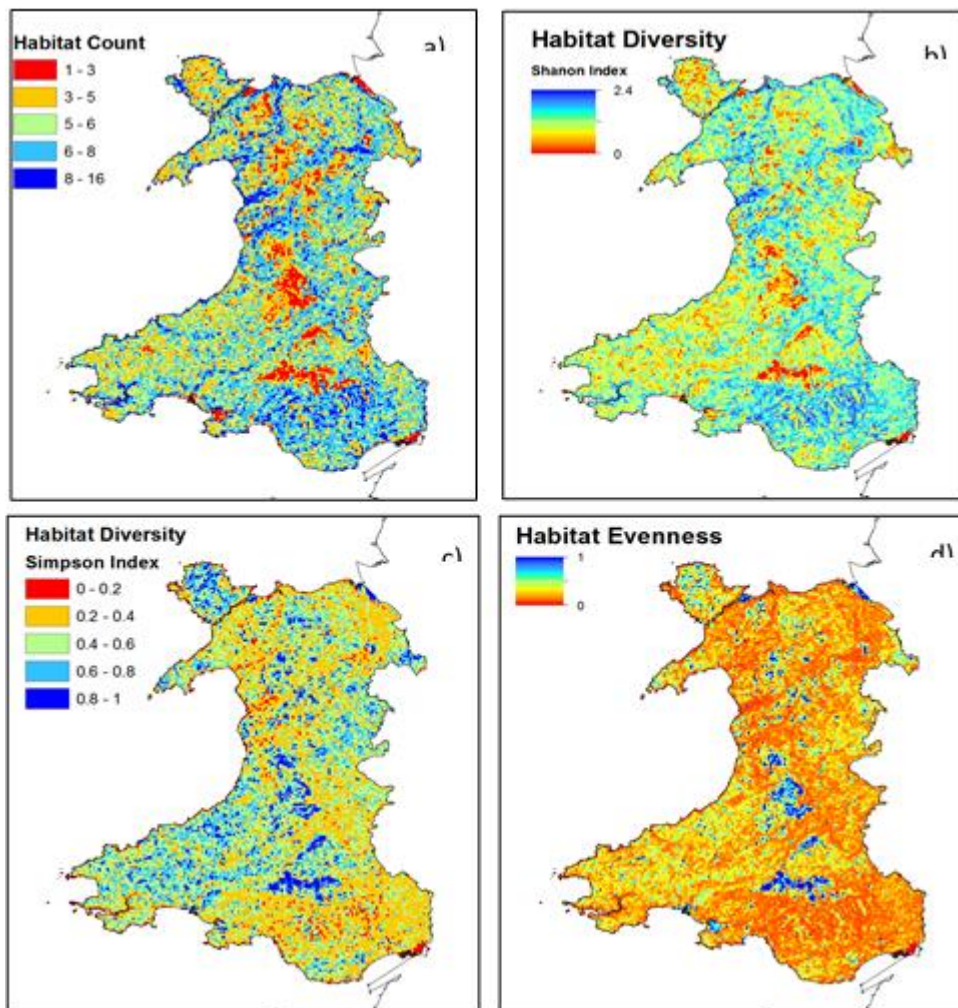 Habitat Count
a)
1 - 3
3 - 5
5 - 6
6 - 8
8 - 16
Habitat Diversity
b)
Shanon Index
2.4
0
Habitat Diversity
c)
Simpson Index
0 - 0.2
0.2 - 0.4
0.4 - 0.6
0.6 - 0.8
0.8 - 1
Habitat Evenness
d)
1
0